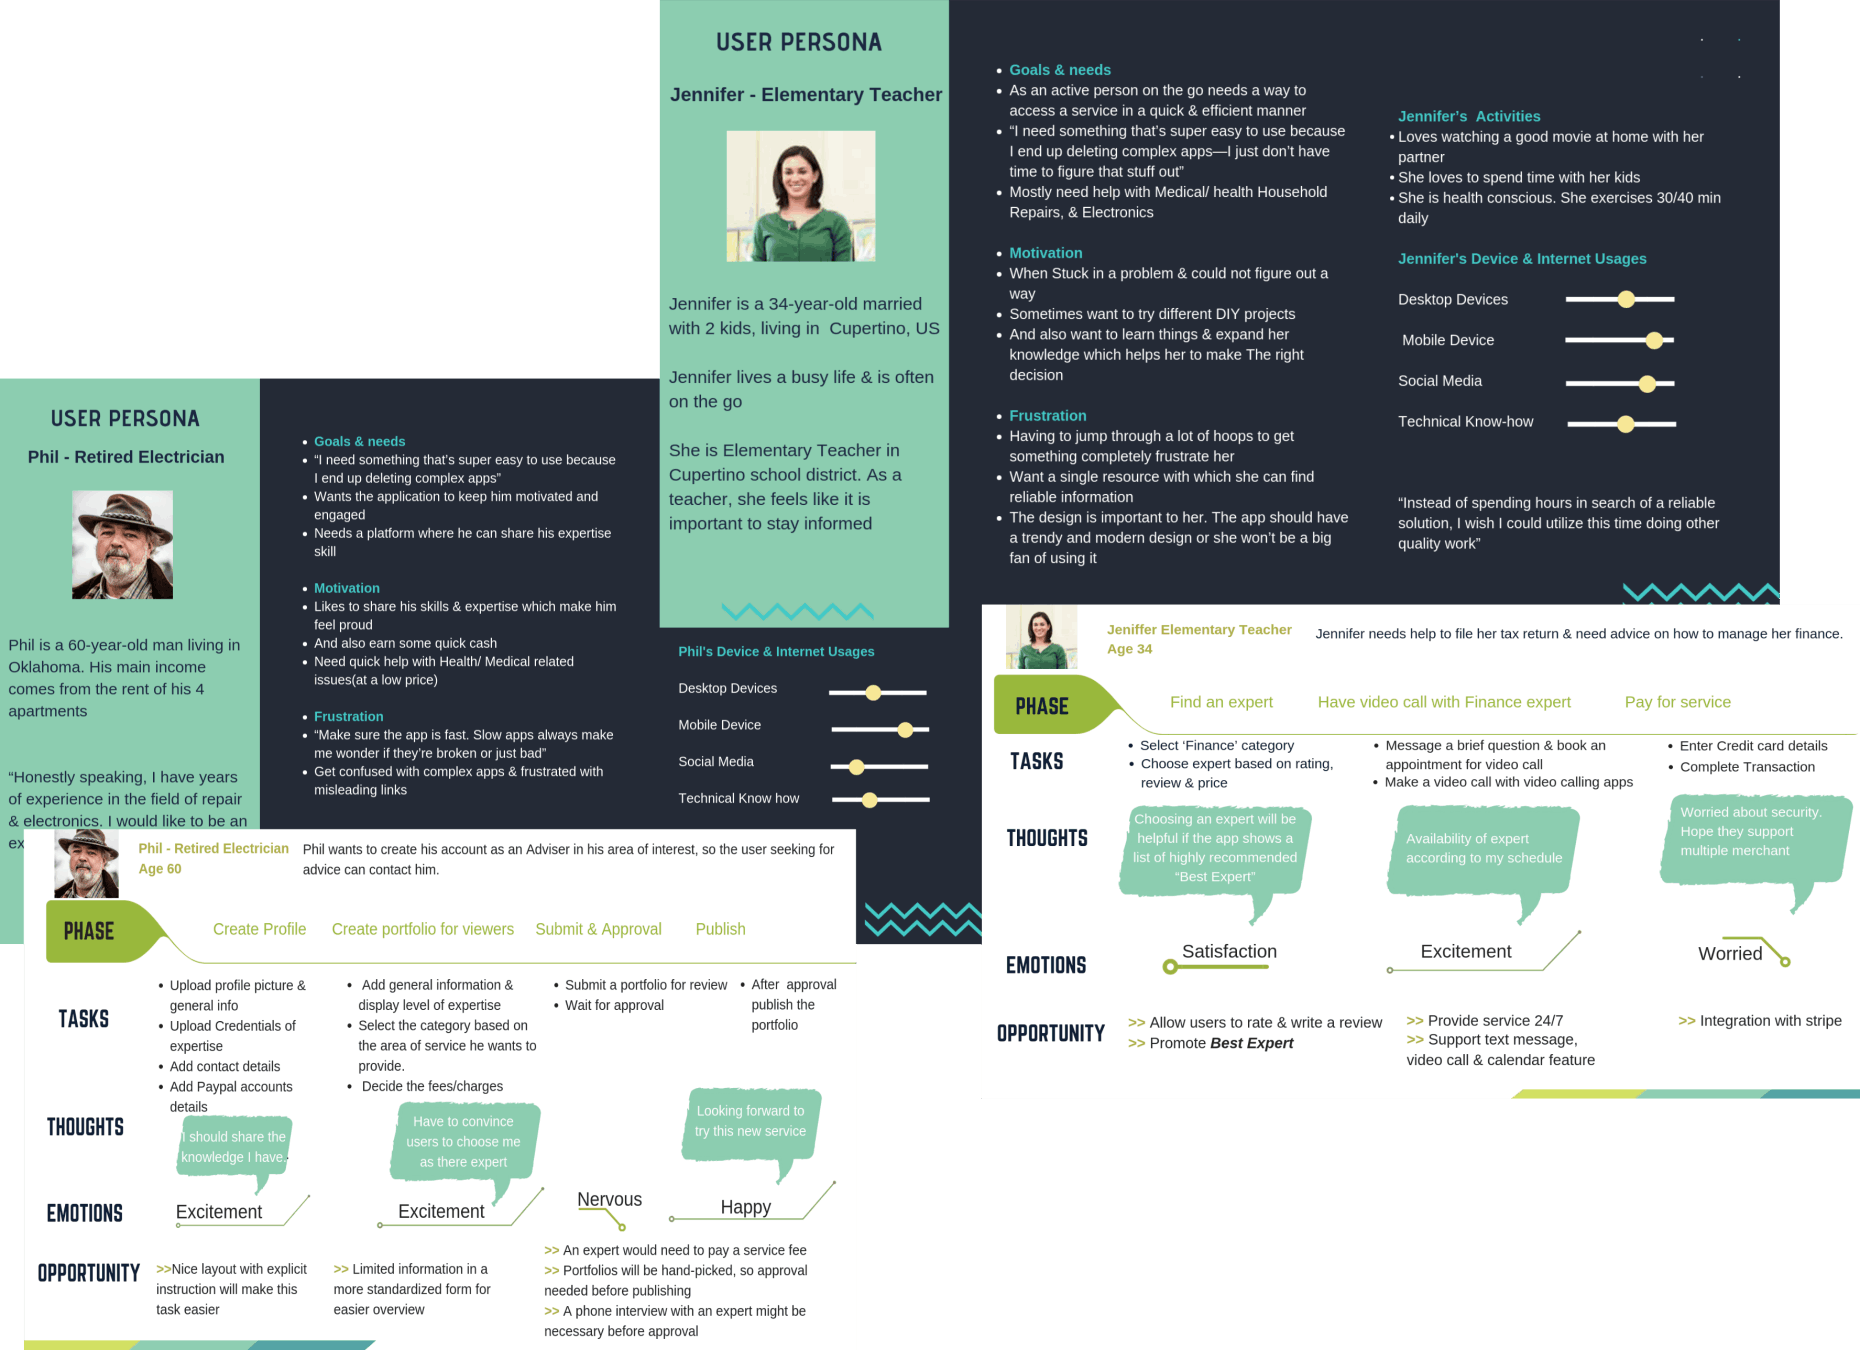 USER PERSONA
Jennifer - Elementary Teacher
Jennifer is a 34-year-old married
with 2 kids, living in  Cupertino, US
Jennifer lives a busy life & is often
on the go
She is Elementary Teacher in
Cupertino school district. As a
teacher, she feels like it is
important to stay informed
• Goals & needs
• As an active person on the go needs a way to
access a service in a quick & efficient manner
• “I need something that’s super easy to use because
I end up deleting complex apps—I just don’t have
time to figure that stuff out”
• Mostly need help with Medical/ health Household
Repairs, & Electronics
• Motivation
• When Stuck in a problem & could not figure out a
way
• Sometimes want to try different DIY projects
• And also want to learn things & expand her
knowledge which helps her to make The right
decision
• Frustration
• Having to jump through a lot of hoops to get
something completely frustrate her
• Want a single resource with which she can find
reliable information
• The design is important to her. The app should have
a trendy and modern design or she won’t be a big
fan of using it
Jennifer’s  Activities
• Loves watching a good movie at home with her
partner
• She loves to spend time with her kids
• She is health conscious. She exercises 30/40 min
daily
Jennifer's Device & Internet Usages
Desktop Devices
Mobile Device
Social Media
Technical Know-how
“Instead of spending hours in search of a reliable
solution, I wish I could utilize this time doing other
quality work”
USER PERSONA
Phil - Retired Electrician
Phil is a 60-year-old man living in
Oklahoma. His main income
comes from the rent of his 4
apartments
“Honestly speaking, I have years
of experience in the field of repair
& electronics. I would like to be an
ex
• Goals & needs
• “I need something that’s super easy to use because
I end up deleting complex apps”
• Wants the application to keep him motivated and
engaged
• Needs a platform where he can share his expertise
skill
• Motivation
• Likes to share his skills & expertise which make him
feel proud
• And also earn some quick cash
• Need quick help with Health/ Medical related
issues(at a low price)
• Frustration
• “Make sure the app is fast. Slow apps always make
me wonder if they’re broken or just bad”
• Get confused with complex apps & frustrated with
misleading links
Phil's Device & Internet Usages
Desktop Devices
Mobile Device
Social Media
Technical Know how
Jeniffer Elementary Teacher
Age 34
Jennifer needs help to file her tax return & need advice on how to manage her finance.
PHASE
Find an expert
Have video call with Finance expert
Pay for service
TASKS
• Select ‘Finance’ category
• Choose expert based on rating,
review & price
• Message a brief question & book an
appointment for video call
• Make a video call with video calling apps
• Enter Credit card details
• Complete Transaction
THOUGHTS
Choosing an expert will be
helpful if the app shows a
list of highly recommended
“Best Expert”
Availability of expert
according to my schedule
Worried about security.
Hope they support
multiple merchant
EMOTIONS
Satisfaction
Excitement
Worried
OPPORTUNITY
>> Allow users to rate & write a review
>> Promote Best Expert
>> Provide service 24/7
>> Support text message,
video call & calendar feature
>> Integration with stripe
Phil - Retired Electrician
Age 60
Phil wants to create his account as an Adviser in his area of interest, so the user seeking for
advice can contact him.
PHASE
Create Profile
Create portfolio for viewers
Submit & Approval
Publish
TASKS
• Upload profile picture &
general info
• Upload Credentials of
expertise
• Add contact details
• Add Paypal accounts
details
• Add general information &
display level of expertise
• Select the category based on
the area of service he wants to
provide.
• Decide the fees/charges
• Submit a portfolio for review
• Wait for approval
• After  approval
publish the
portfolio
THOUGHTS
I should share the
knowledge I have.
Have to convince
users to choose me
as there expert
Looking forward to
try this new service
EMOTIONS
Excitement
Excitement
Nervous
Happy
OPPORTUNITY
>>Nice layout with explicit
instruction will make this
task easier
>> Limited information in a
more standardized form for
easier overview
>> An expert would need to pay a service fee
>> Portfolios will be hand-picked, so approval
needed before publishing
>> A phone interview with an expert might be
necessary before approval